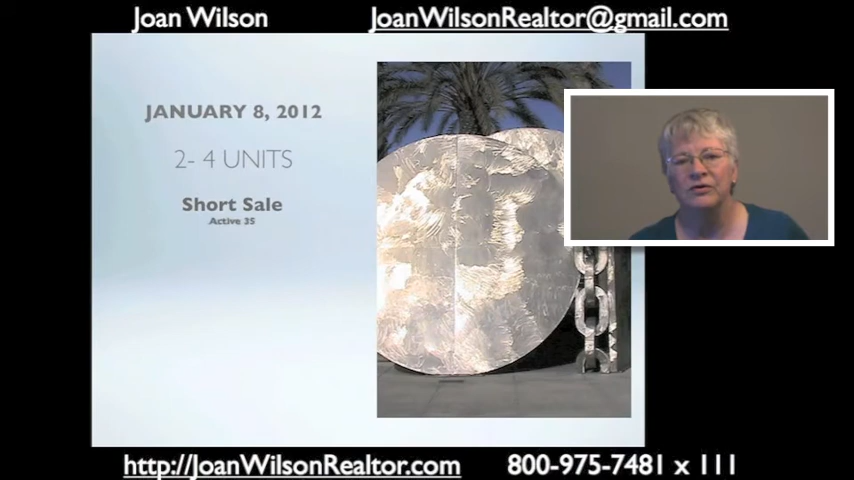 Joan Wilson JoanWilsonRealtor@gmail.com
JANUARY 8, 2012
2- 4 UNITS
Short Sale
Active 35
http://JoanWilsonRealtor.com 800-975-7481 x 111